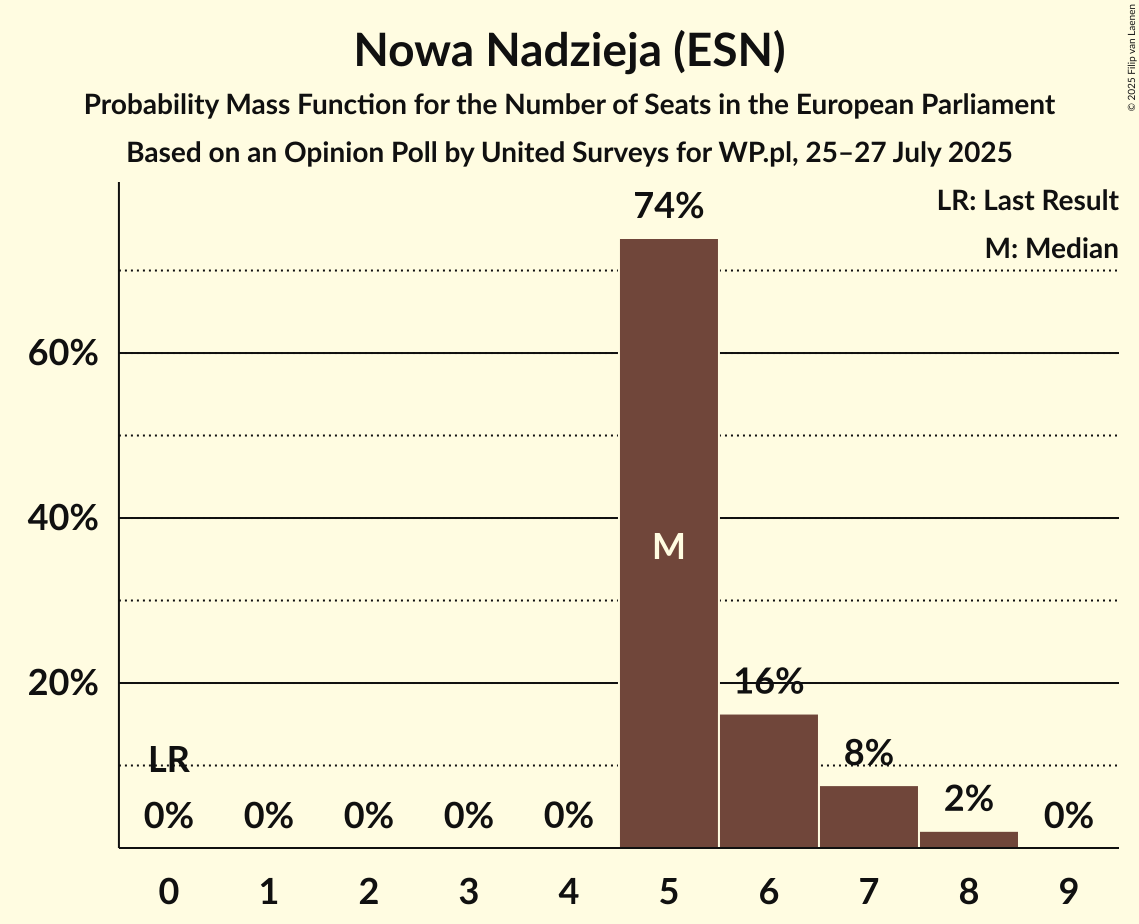 Nowa Nadzieja (ESN)
Probability Mass Function for the Number of Seats in the European Parliament
Based on an Opinion Poll by United Surveys for WP.pl, 25–27 July 2025
© 2025 Filip van Laenen
LR: Last Result
M: Median
74%
60%
40%
M
20%
16%
LR
8%
2%
0% 0% 0% 0% 0% 0%
0 1 2 3 4 5 6 7 8 9